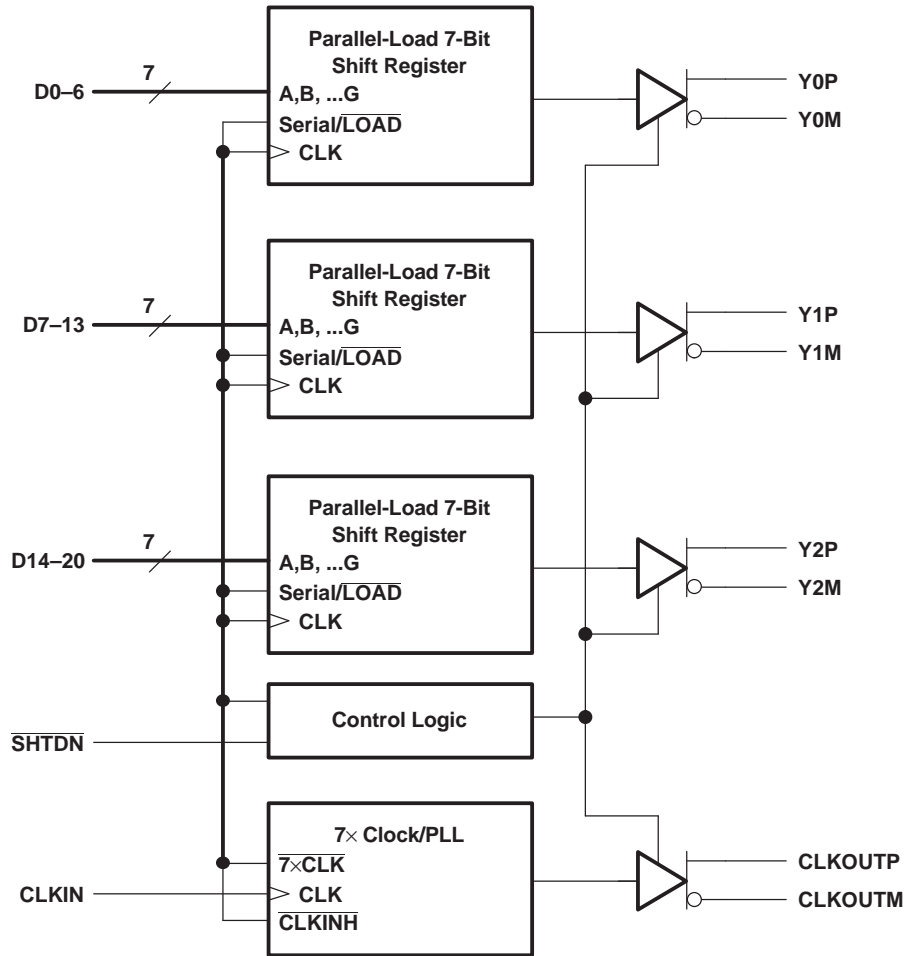 Parallel-Load 7-Bit
Shift Register
7
D0–6
A,B, ...G
Serial/LOAD
CLK
Y0P
Y0M
Parallel-Load 7-Bit
Shift Register
7
D7–13
A,B, ...G
Serial/LOAD
CLK
Y1P
Y1M
Parallel-Load 7-Bit
Shift Register
7
D14–20
A,B, ...G
Serial/LOAD
CLK
Y2P
Y2M
Control Logic
SHTDN
7× Clock/PLL
7×CLK
CLKIN
CLK
CLKINH
CLKOUTP
CLKOUTM